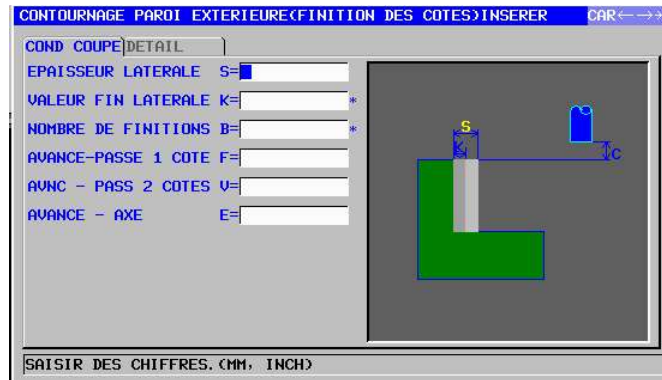 CONTOURNAGE PAROI EXTERIEURE(FINITION DES COTES)INSERER CAR←→
COND COUPE DETAIL
EPAISSEUR LATERALE S=
VALEUR FIN LATERALE K= *
NOMBRE DE FINITIONS B= *
AVANCE-PASSE 1 COTE F=
AVNC - PASS 2 COTES V=
AVANCE - AXE E=
S
K
C
SAISIR DES CHIFFRES.(MM, INCH)